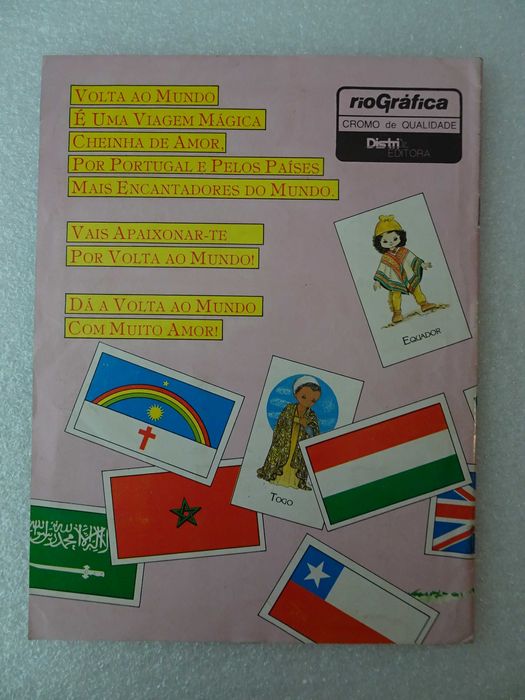 VOLTA AO MUNDO
É UMA VIAGEM MÁGICA
CHEINHA DE AMOR,
POR PORTUGAL E PELOS PAÍSES
MAIS ENCANTADORES DO MUNDO.
VAIS APAIXONAR-TE
POR VOLTA AO MUNDO!
DÁ A VOLTA AO MUNDO
COM MUITO AMOR!
rioGráfica
CROMO de QUALIDADE
Distri
EDITORA
EQUADOR
TOGO